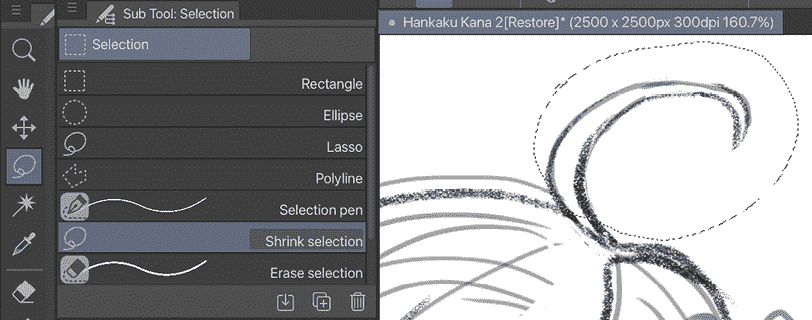 Sub Tool: Selection
Selection
Rectangle
Ellipse
Lasso
Polyline
Selection pen
Shrink selection
Erase selection
Hankaku Kana 2[Restore]* (2500 x 2500px 300dpi 160.7%)